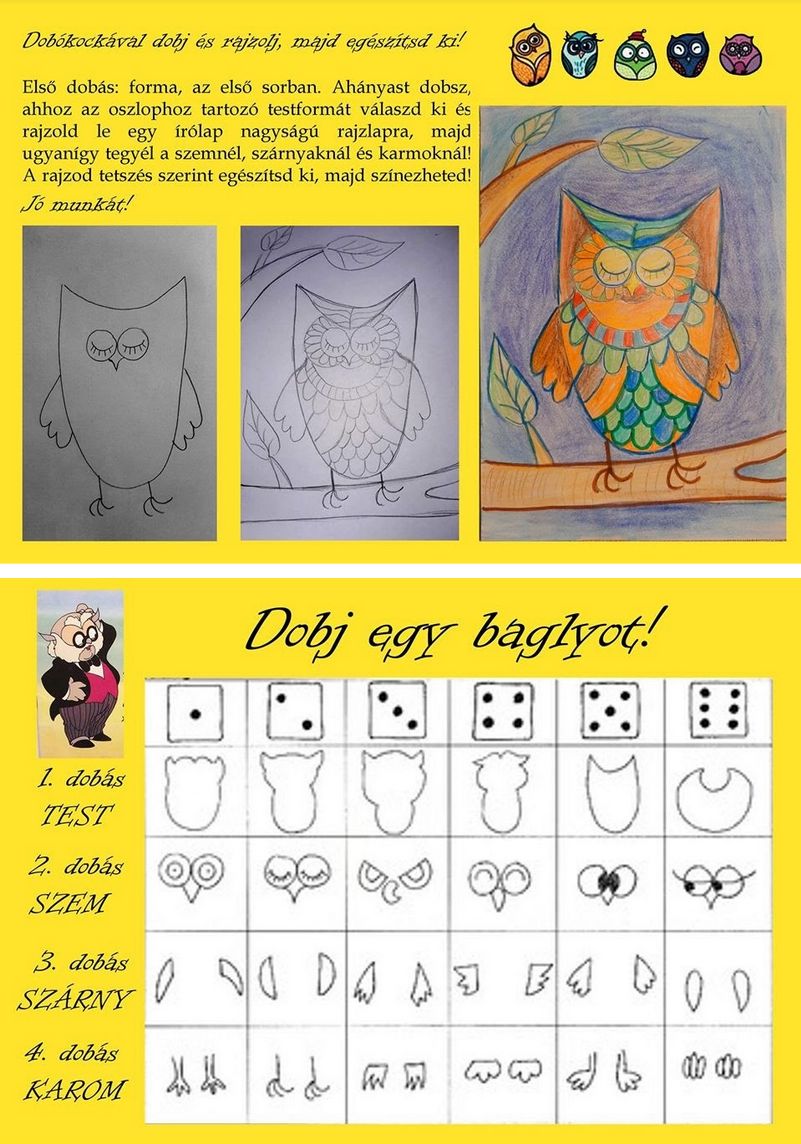 Dobókockával dobj és rajzolj, majd egészítsd ki!
Első dobás: forma, az első sorban. Ahányast dobsz,
ahhoz az oszlophoz tartozó testformát válaszd ki és
rajzold le egy írólap nagyságú rajzlapra, majd
ugyanígy tegyél a szemnél, szárnyaknál és karmoknál!
A rajzod tetszés szerint egészítsd ki, majd színezheted!
Jó munkát!
Dobj egy baglyot!
1. dobás
TEST
2. dobás
SZEM
3. dobás
SZÁRNY
4. dobás
KAROM